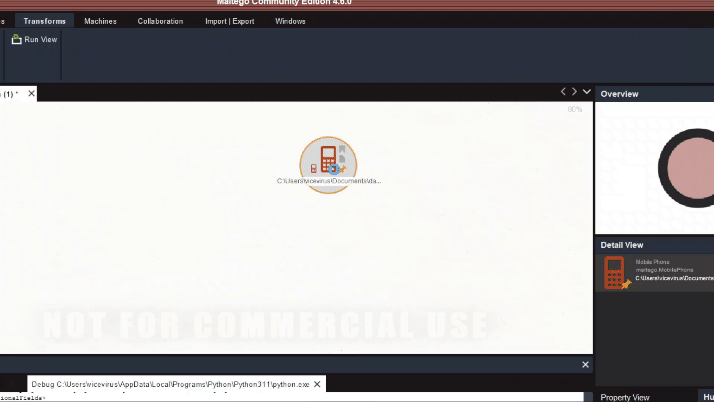 Maltego Community Edition 4.6.0
Transforms
Machines
Collaboration
Import | Export
Windows
Run View
(1) *
Overview
80%
C:\Users\vicevirus\Documents\da...
Detail View
Mobile Phone
maltego.MobilePhone
C:\Users\vicevirus\Documents
NOT FOR COMMERCIAL USE
Debug C:\Users\vicevirus\AppData\Local\Programs\Python\Python311\python.exe
ionalFields>
Property View
Hu